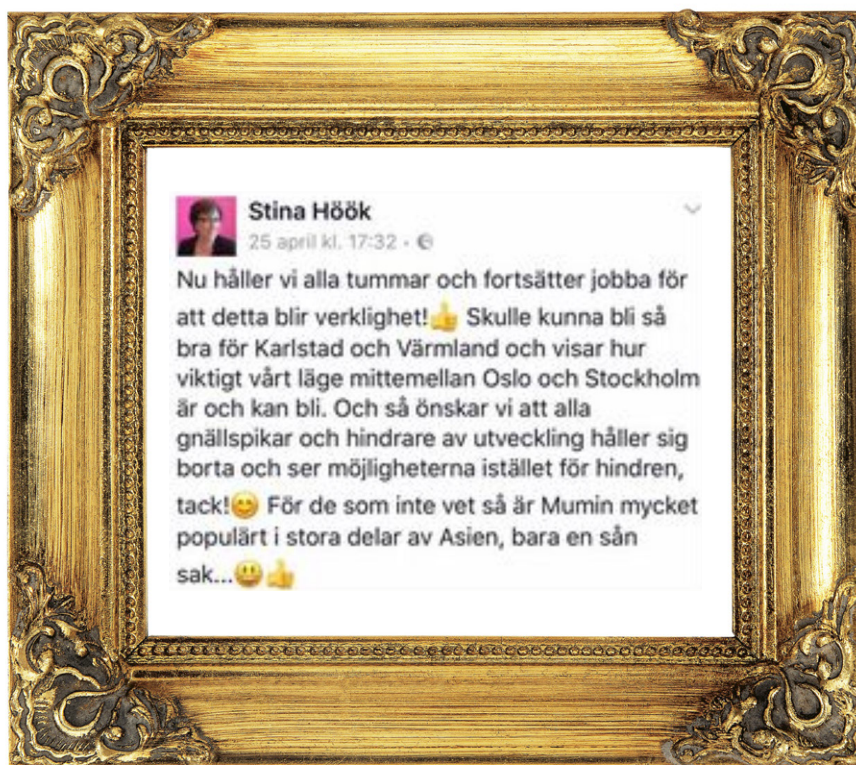 Stina Höök
25 april kl. 17:32 ·
Nu håller vi alla tummar och fortsätter jobba för
att detta blir verklighet!👍 Skulle kunna bli så
bra för Karlstad och Värmland och visar hur
viktigt vårt läge mittemellan Oslo och Stockholm
är och kan bli. Och så önskar vi att alla
gnällspikar och hindrare av utveckling håller sig
borta och ser möjligheterna istället för hindren,
tack!😊 För de som inte vet så är Mumin mycket
populärt i stora delar av Asien, bara en sån
sak...😃👍